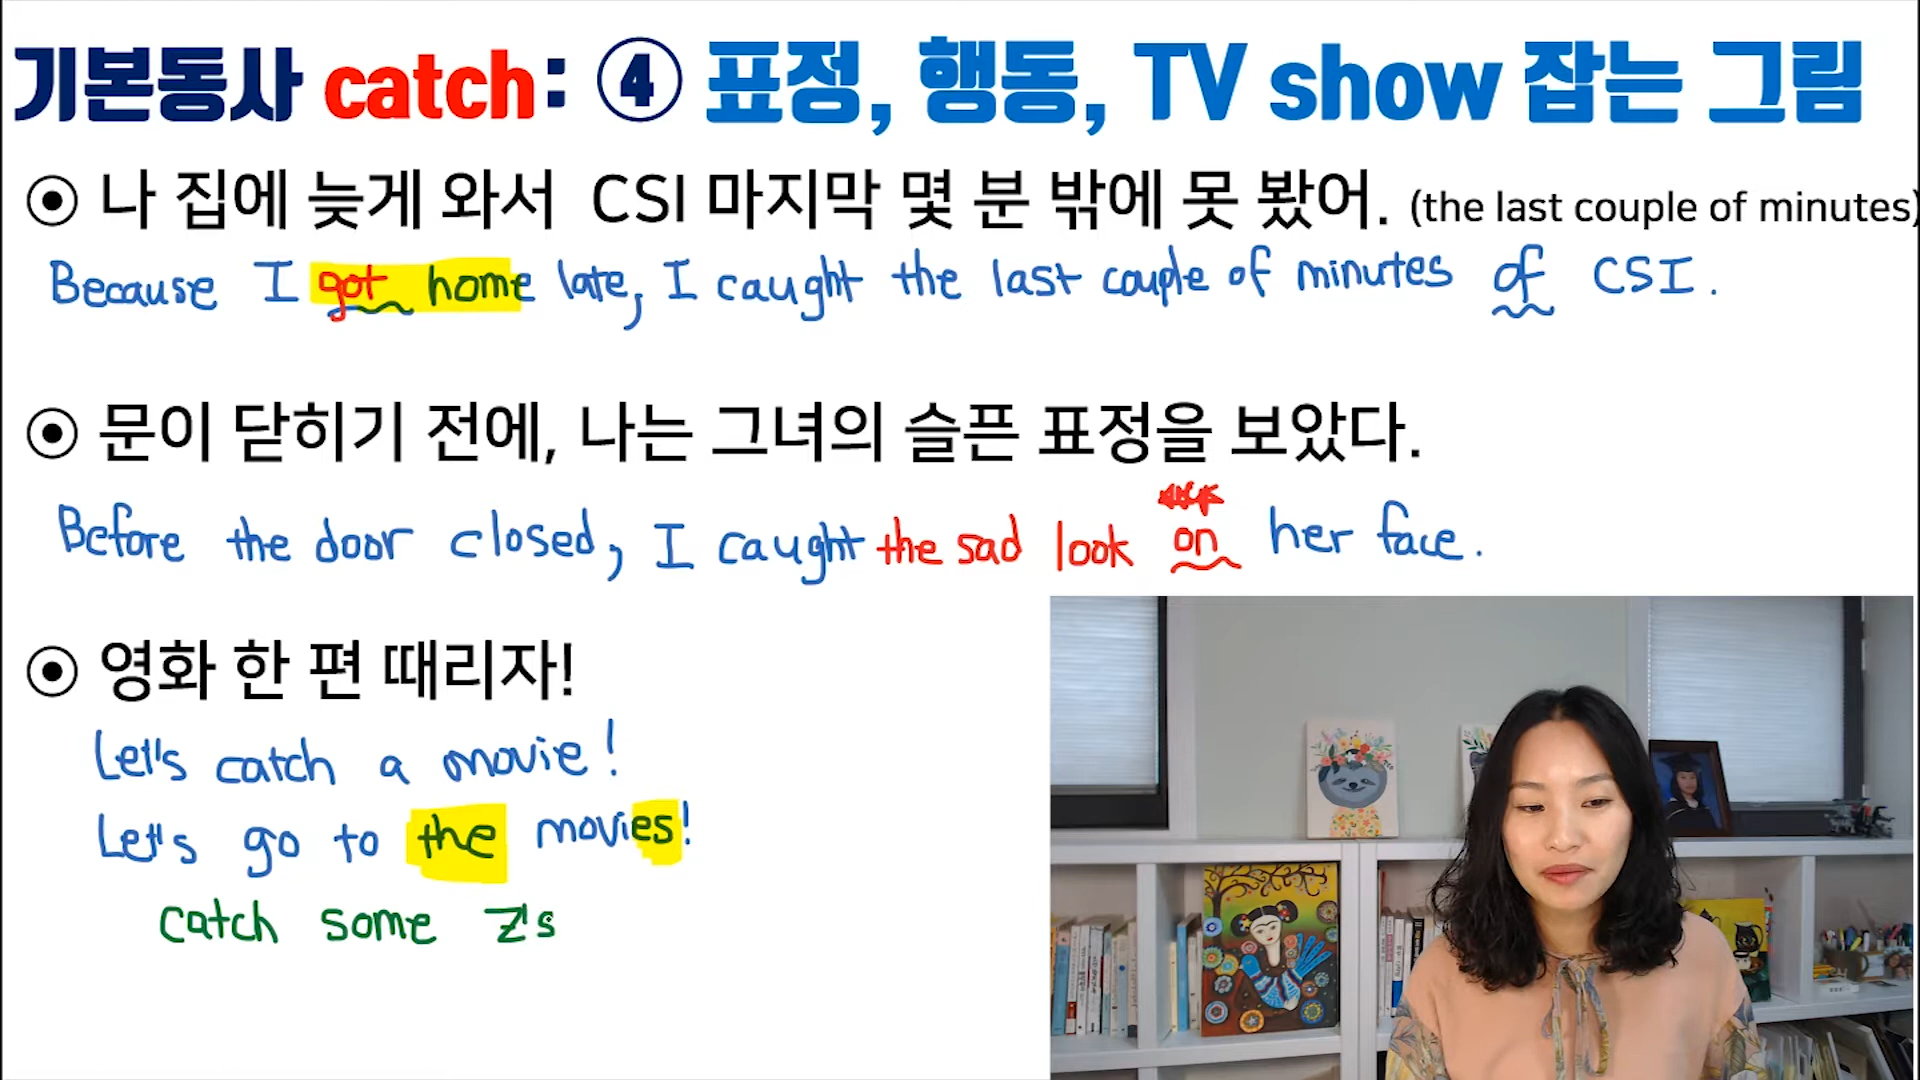 기본동사 catch: ④ 표정, 행동, TV show 잡는 그림
⊙ 나 집에 늦게 와서 CSI 마지막 몇 분 밖에 못 봤어. (the last couple of minutes)
Because I got home late, I caught the last couple of minutes of CSI.
⊙ 문이 닫히기 전에, 나는 그녀의 슬픈 표정을 보았다.
Before the door closed, I caught the sad look on her face.
⊙ 영화 한 편 때리자!
Let's catch a movie!
Let's go to the movies!
catch some z's